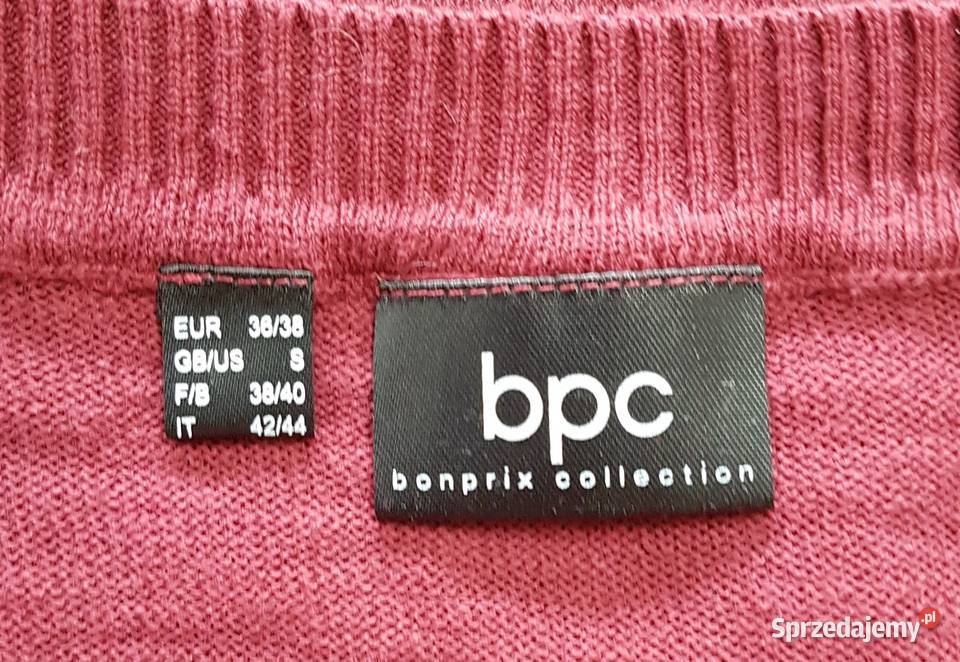 EUR 36/38
GB/US S
F/B 38/40
IT 42/44
bpc
bonprix collection
Sprzedajemy.pl